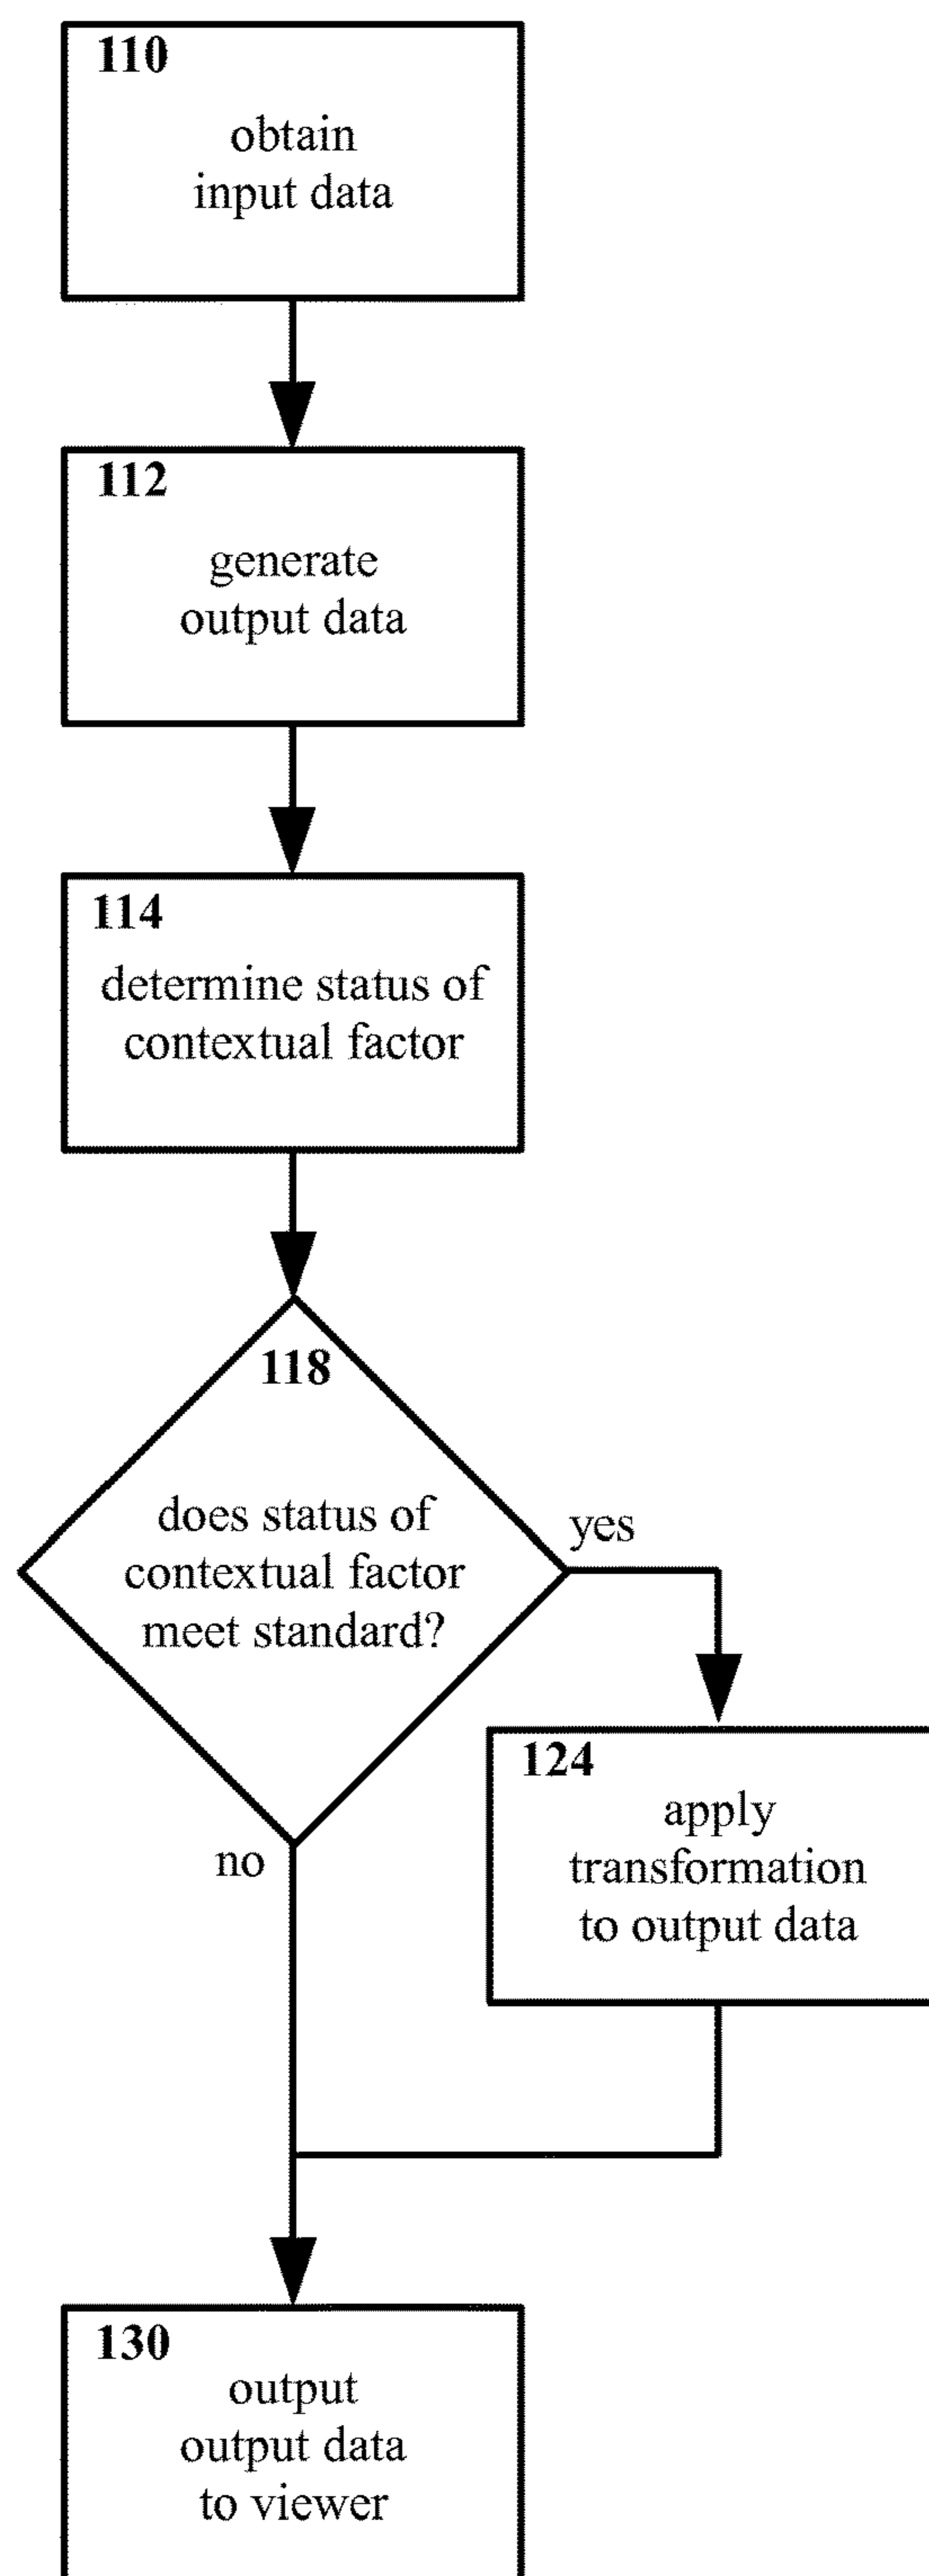 110
obtain
input data
112
generate
output data
114
determine status of
contextual factor
118
does status of
contextual factor
meet standard?
yes
no
124
apply
transformation
to output data
130
output
output data
to viewer